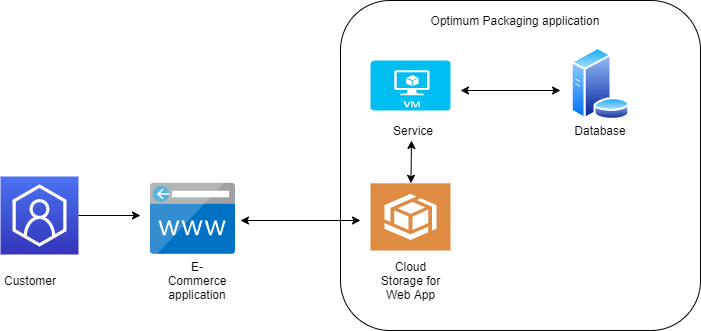 Optimum Packaging application
VM
Service
Database
WWW
Customer
E-
Commerce
application
Cloud
Storage for
Web App